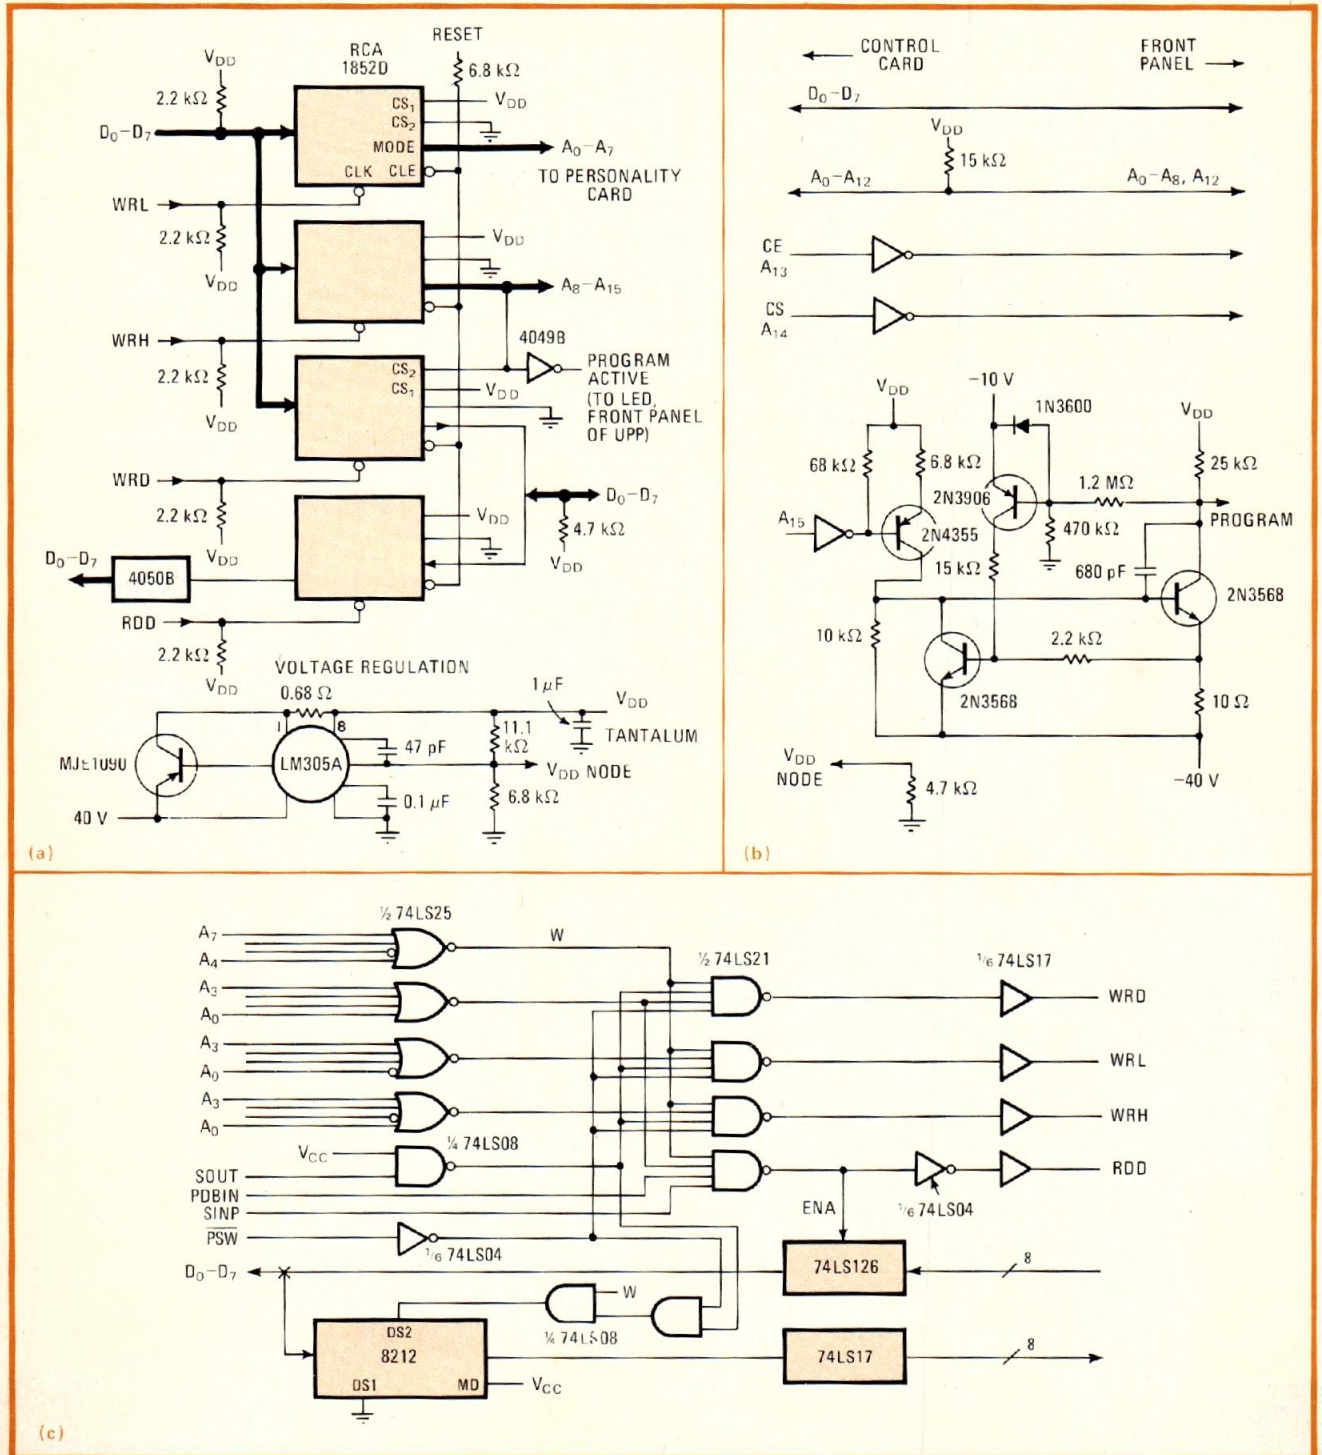 RESET
RCA
1852D
6.8 kΩ
V_DD
2.2 kΩ
CS₁
V_DD
CS₂
D₀–D₇
MODE
A₀–A₇
CLK CLE
TO PERSONALITY
CARD
WRL
2.2 kΩ
V_DD
V_DD
A₈–A₁₅
4049B
WRH
PROGRAM
ACTIVE
(TO LED,
FRONT PANEL
OF UPP)
CS₂
CS₁
V_DD
2.2 kΩ
V_DD
WRD
D₀–D₇
2.2 kΩ
V_DD
V_DD
4.7 kΩ
V_DD
D₀–D₇
4050B
RDD
2.2 kΩ
V_DD
VOLTAGE REGULATION
0.68 Ω
1 µF
V_DD
1
8
11.1
kΩ
TANTALUM
47 pF
MJE1090
LM305A
V_DD NODE
0.1 µF
6.8 kΩ
40 V
(a)
CONTROL
CARD
FRONT
PANEL
D₀–D₇
V_DD
15 kΩ
A₀–A₁₂
A₀–A₈, A₁₂
CE
A₁₃
CS
A₁₄
–10 V
V_DD
1N3600
V_DD
68 kΩ
6.8 kΩ
25 kΩ
2N3906
1.2 MΩ
A₁₅
PROGRAM
2N4355
470 kΩ
15 kΩ
680 pF
2N3568
10 kΩ
2.2 kΩ
2N3568
10 Ω
V_DD
NODE
4.7 kΩ
–40 V
(b)
½ 74LS25
A₇
W
½ 74LS21
1/6 74LS17
A₄
A₃
WRD
A₀
A₃
WRL
A₀
A₃
WRH
A₀
¼ 74LS08
V_CC
RDD
SOUT
PDBIN
SINP
ENA
1/6 74LS04
P̅S̅W̅
1/6 74LS04
D₀–D₇
74LS126
8
W
DS2
¼ 74LS08
8212
74LS17
8
DS1
MD
V_CC
(c)